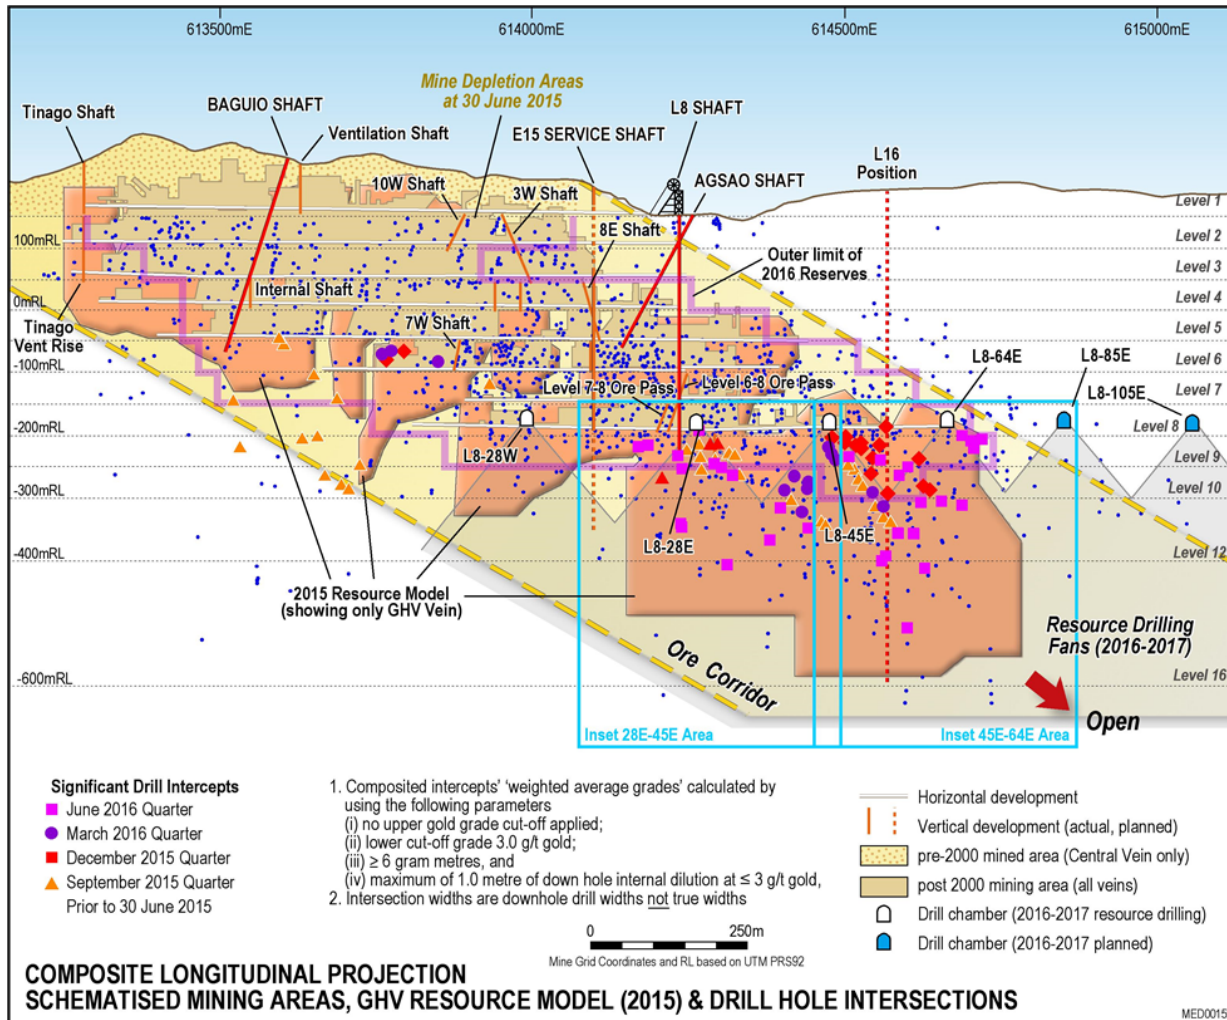 613500mE
614000mE
614500mE
615000mE
Mine Depletion Areas
at 30 June 2015
Tinago Shaft
BAGUIO SHAFT
Ventilation Shaft
E15 SERVICE SHAFT
L8 SHAFT
L16
Position
10W Shaft
3W Shaft
AGSAO SHAFT
Level 1
8E Shaft
Level 2
100mRL
Outer limit of
2016 Reserves
Level 3
Internal Shaft
0mRL
Level 4
Tinago
Vent Rise
7W Shaft
Level 5
L8-64E
L8-85E
Level 6
-100mRL
Level 7-8 Ore Pass
Level 6-8 Ore Pass
L8-105E
Level 7
-200mRL
Level 8
L8-28W
Level 9
-300mRL
Level 10
L8-28E
L8-45E
-400mRL
Level 12
2015 Resource Model
(showing only GHV Vein)
Resource Drilling
Fans (2016-2017)
Ore Corridor
-600mRL
Level 16
Open
Inset 28E-45E Area
Inset 45E-64E Area
Significant Drill Intercepts
June 2016 Quarter
March 2016 Quarter
December 2015 Quarter
September 2015 Quarter
Prior to 30 June 2015
1. Composited intercepts' 'weighted average grades' calculated by
using the following parameters
(i) no upper gold grade cut-off applied;
(ii) lower cut-off grade 3.0 g/t gold;
(iii) ≥ 6 gram metres, and
(iv) maximum of 1.0 metre of down hole internal dilution at ≤ 3 g/t gold,
2. Intersection widths are downhole drill widths not true widths
0
250m
Mine Grid Coordinates and RL based on UTM PRS92
Horizontal development
Vertical development (actual, planned)
pre-2000 mined area (Central Vein only)
post 2000 mining area (all veins)
Drill chamber (2016-2017 resource drilling)
Drill chamber (2016-2017 planned)
COMPOSITE LONGITUDINAL PROJECTION
SCHEMATISED MINING AREAS, GHV RESOURCE MODEL (2015) & DRILL HOLE INTERSECTIONS
MED0015